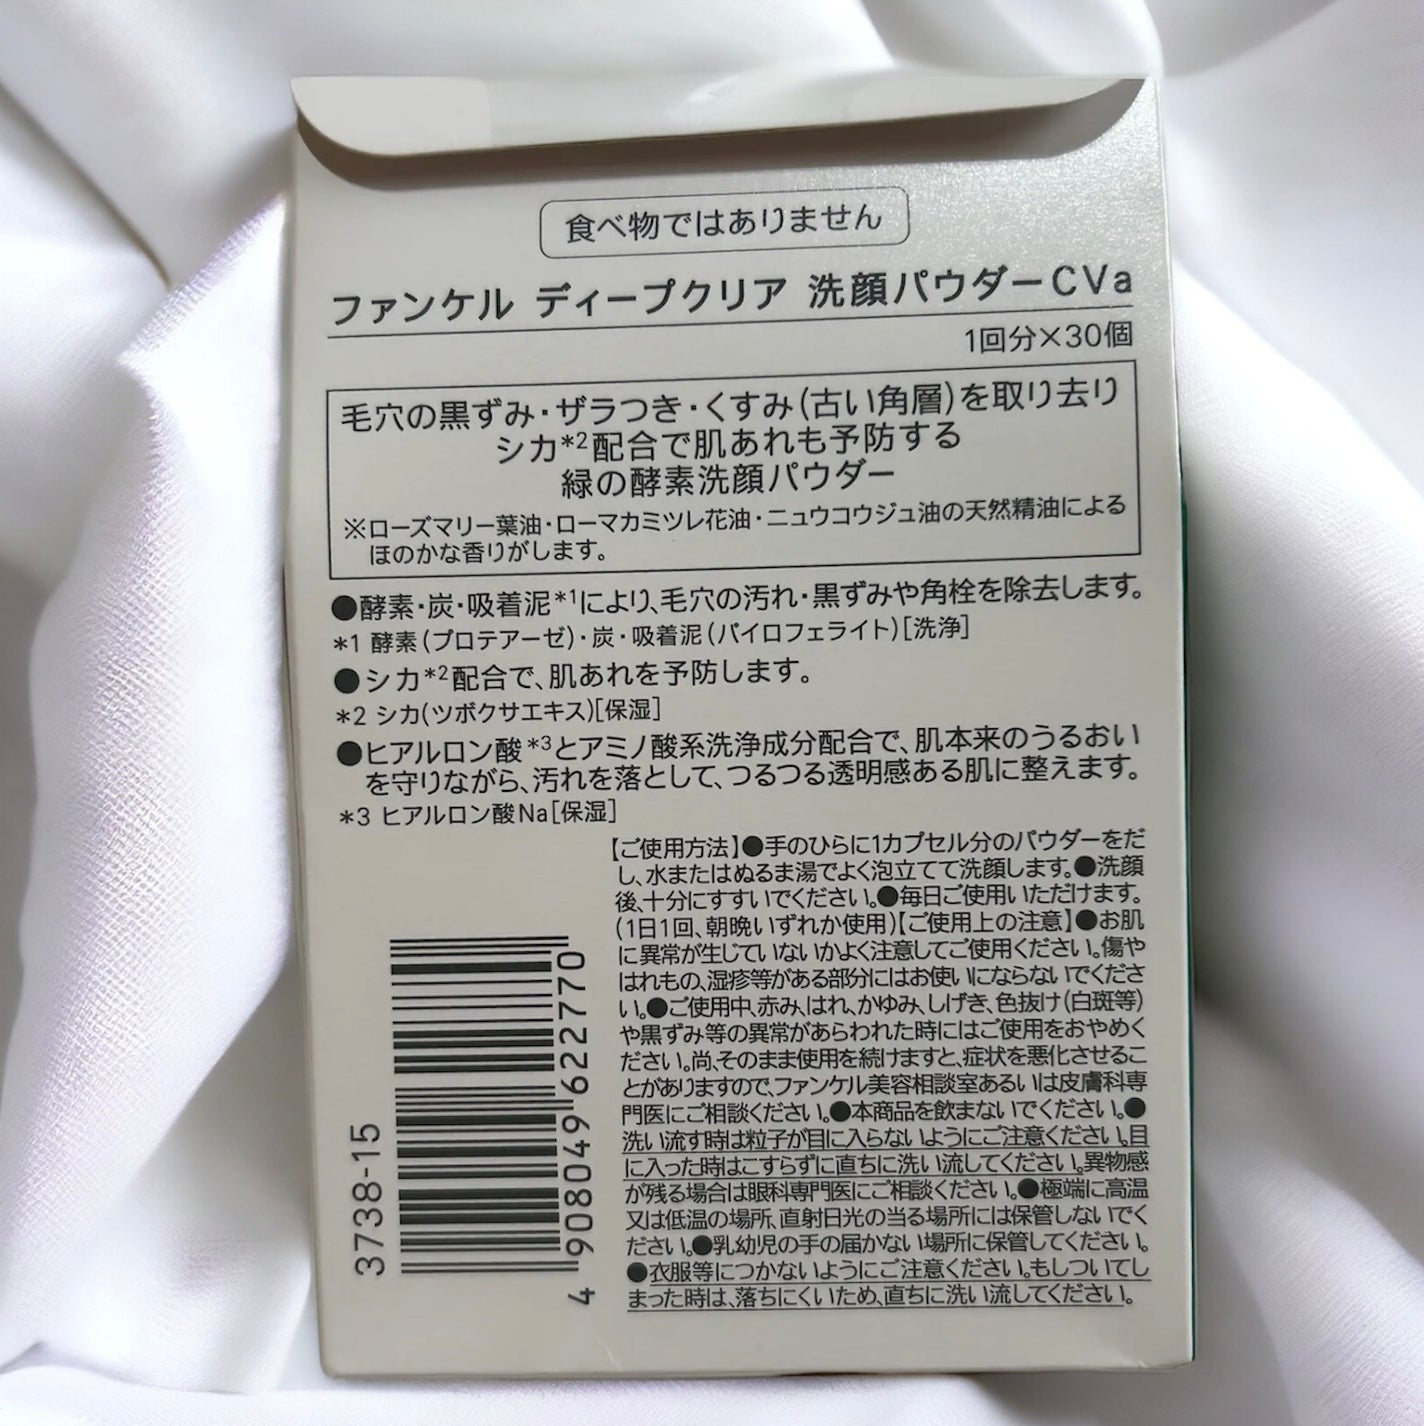 食べ物ではありません
ファンケル ディープクリア 洗顔パウダーCVa
1回分×30個
毛穴の黒ずみ・ザラつき・くすみ(古い角層)を取り去り
シカ*2配合で肌あれも予防する
緑の酵素洗顔パウダー
※ローズマリー葉油・ローマカミツレ花油・ニュウコウジュ油の天然精油による
ほのかな香りがします。
●酵素・炭・吸着泥*1により、毛穴の汚れ・黒ずみや角栓を除去します。
*1 酵素(プロテアーゼ)・炭・吸着泥(パイロフェライト)[洗浄]
●シカ*2配合で、肌あれを予防します。
*2 シカ(ツボクサエキス)[保湿]
●ヒアルロン酸*3とアミノ酸系洗浄成分配合で、肌本来のうるおい
を守りながら、汚れを落として、つるつる透明感ある肌に整えます。
*3 ヒアルロン酸Na[保湿]
【ご使用方法】●手のひらに1カプセル分のパウダーをだ
し、水またはぬるま湯でよく泡立てて洗顔します。●洗顔
後、十分にすすいでください。●毎日ご使用いただけます。
(1日1回、朝晩いずれか使用)【ご使用上の注意】●お肌
に異常が生じていないかよく注意してご使用ください。傷や
はれもの、湿疹等がある部分にはお使いにならないでくださ
い。●ご使用中、赤み、はれ、かゆみ、しげき、色抜け(白斑等)
や黒ずみ等の異常があらわれた時にはご使用をおやめく
ださい。尚、そのまま使用を続けますと、症状を悪化させるこ
とがありますので、ファンケル美容相談室あるいは皮膚科専
門医にご相談ください。●本商品を飲まないでください。●
洗い流す時は粒子が目に入らないようにご注意ください。目
に入った時はこすらずに直ちに洗い流してください。異物感
が残る場合は眼科専門医にご相談ください。●極端に高温
又は低温の場所、直射日光の当る場所には保管しないでく
ださい。●乳幼児の手の届かない場所に保管してください。
●衣服等につかないようにご注意ください。もしついてし
まった時は、落ちにくいため、直ちに洗い流してください。
3738-15
4 908049 622770